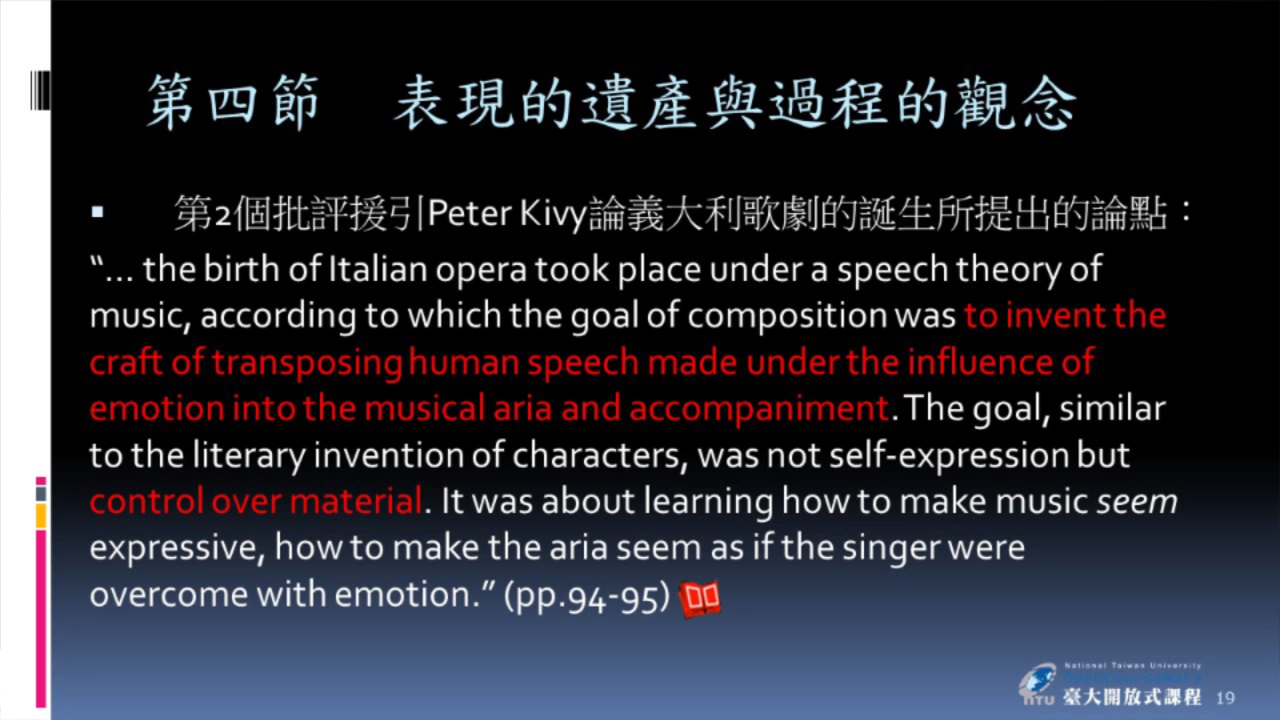 第四節 表現的遺產與過程的觀念
▪ 第2個批評援引Peter Kivy論義大利歌劇的誕生所提出的論點：
“… the birth of Italian opera took place under a speech theory of
music, according to which the goal of composition was to invent the
craft of transposing human speech made under the influence of
emotion into the musical aria and accompaniment. The goal, similar
to the literary invention of characters, was not self-expression but
control over material. It was about learning how to make music seem
expressive, how to make the aria seem as if the singer were
overcome with emotion.” (pp.94-95)
National Taiwan University
OpenCourseWare
NTU 臺大開放式課程 19